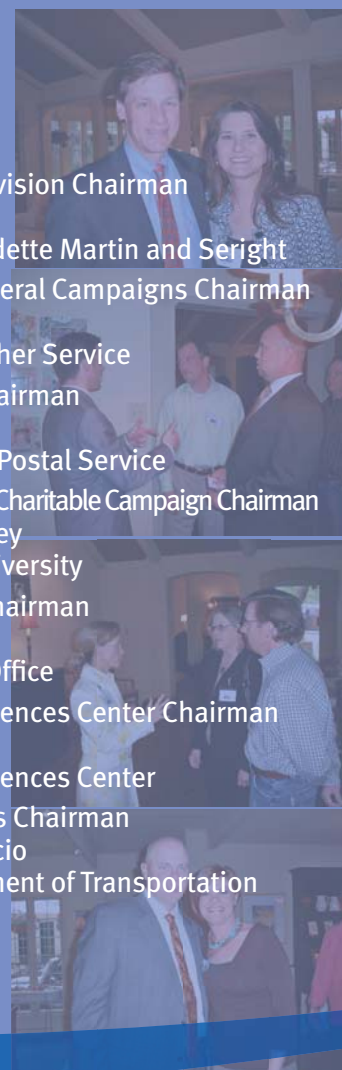 vision Chairman
dette Martin and Seright
eral Campaigns Chairman
her Service
airman
Postal Service
Charitable Campaign Chairman
ey
versity
hairman
Office
ences Center Chairman
ences Center
s Chairman
cio
ment of Transportation